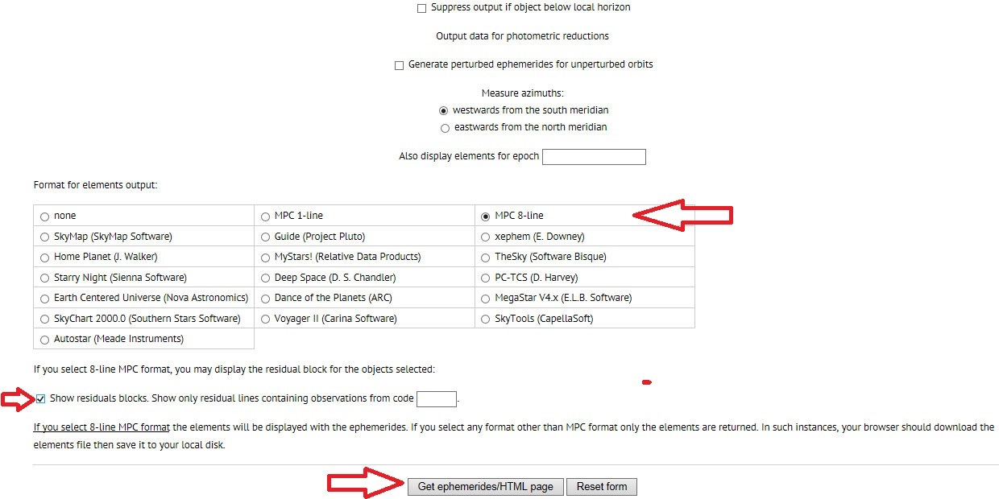 Suppress output if object below local horizon
Output data for photometric reductions
Generate perturbed ephemerides for unperturbed orbits
Measure azimuths:
westwards from the south meridian
eastwards from the north meridian
Also display elements for epoch
Format for elements output:
none MPC 1-line MPC 8-line
SkyMap (SkyMap Software) Guide (Project Pluto) xephem (E. Downey)
Home Planet (J. Walker) MyStars! (Relative Data Products) TheSky (Software Bisque)
Starry Night (Sienna Software) Deep Space (D. S. Chandler) PC-TCS (D. Harvey)
Earth Centered Universe (Nova Astronomics) Dance of the Planets (ARC) MegaStar V4.x (E.L.B. Software)
SkyChart 2000.0 (Southern Stars Software) Voyager II (Carina Software) SkyTools (CapellaSoft)
Autostar (Meade Instruments)
If you select 8-line MPC format, you may display the residual block for the objects selected:
Show residuals blocks. Show only residual lines containing observations from code .
If you select 8-line MPC format the elements will be displayed with the ephemerides. If you select any format other than MPC format only the elements are returned. In such instances, your browser should download the
elements file then save it to your local disk.
Get ephemerides/HTML page Reset form